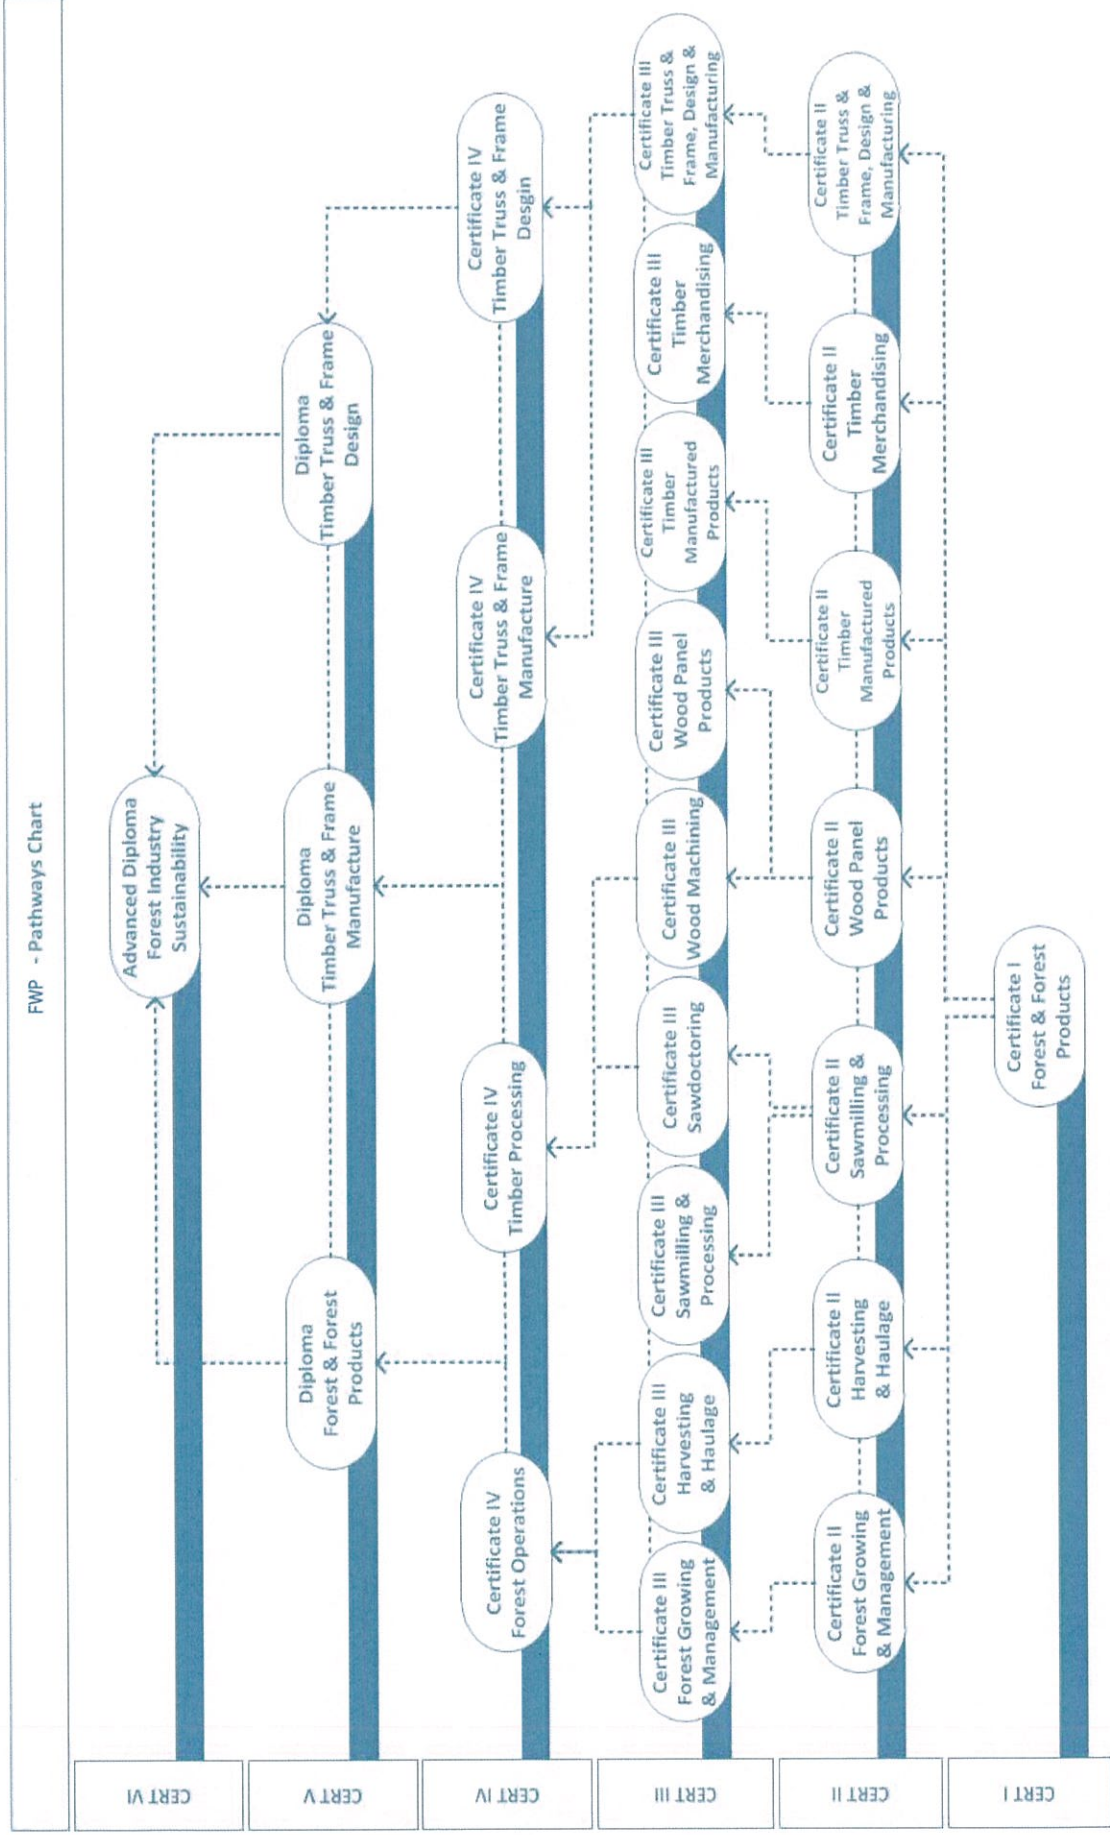 FWP - Pathways Chart
CERT VI
Advanced Diploma
Forest Industry
Sustainability
CERT V
Diploma
Forest & Forest
Products
Diploma
Timber Truss & Frame
Manufacture
Diploma
Timber Truss & Frame
Design
CERT IV
Certificate IV
Forest Operations
Certificate IV
Timber Processing
Certificate IV
Timber Truss & Frame
Manufacture
Certificate IV
Timber Truss & Frame
Desgin
CERT III
Certificate III
Forest Growing
& Management
Certificate III
Harvesting
& Haulage
Certificate III
Sawmilling &
Processing
Certificate III
Sawdoctoring
Certificate III
Wood Machining
Certificate III
Wood Panel
Products
Certificate III
Timber
Manufactured
Products
Certificate III
Timber
Merchandising
Certificate III
Timber Truss &
Frame, Design &
Manufacturing
CERT II
Certificate II
Forest Growing
& Management
Certificate II
Harvesting
& Haulage
Certificate II
Sawmilling &
Processing
Certificate II
Wood Panel
Products
Certificate II
Timber
Manufactured
Products
Certificate II
Timber
Merchandising
Certificate II
Timber Truss &
Frame, Design &
Manufacturing
CERT I
Certificate I
Forest & Forest
Products